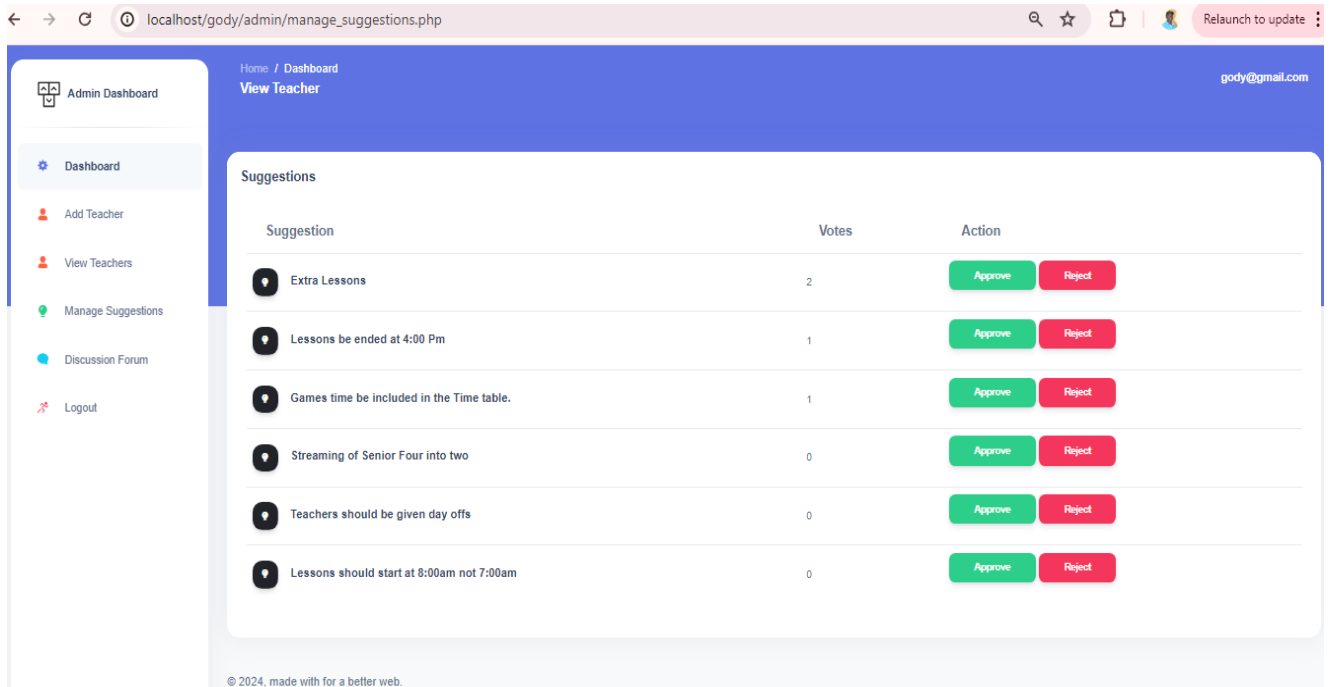 localhost/gody/admin/manage_suggestions.php
Relaunch to update
Admin Dashboard
Home / Dashboard
View Teacher
gody@gmail.com
Dashboard
Add Teacher
View Teachers
Manage Suggestions
Discussion Forum
Logout
Suggestions
Suggestion Votes Action
Extra Lessons 2 Approve Reject
Lessons be ended at 4:00 Pm 1 Approve Reject
Games time be included in the Time table. 1 Approve Reject
Streaming of Senior Four into two 0 Approve Reject
Teachers should be given day offs 0 Approve Reject
Lessons should start at 8:00am not 7:00am 0 Approve Reject
© 2024, made with for a better web.